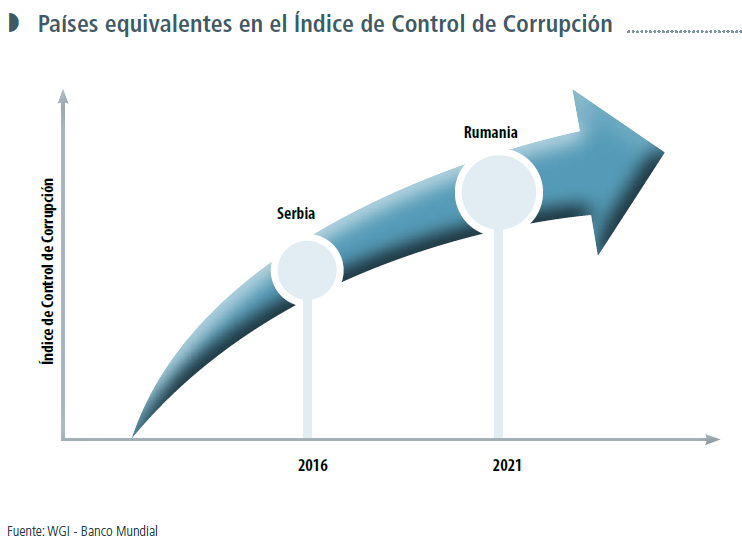 Países equivalentes en el Índice de Control de Corrupción
Rumania
Serbia
Índice de Control de Corrupción
2016
2021
Fuente: WGI - Banco Mundial